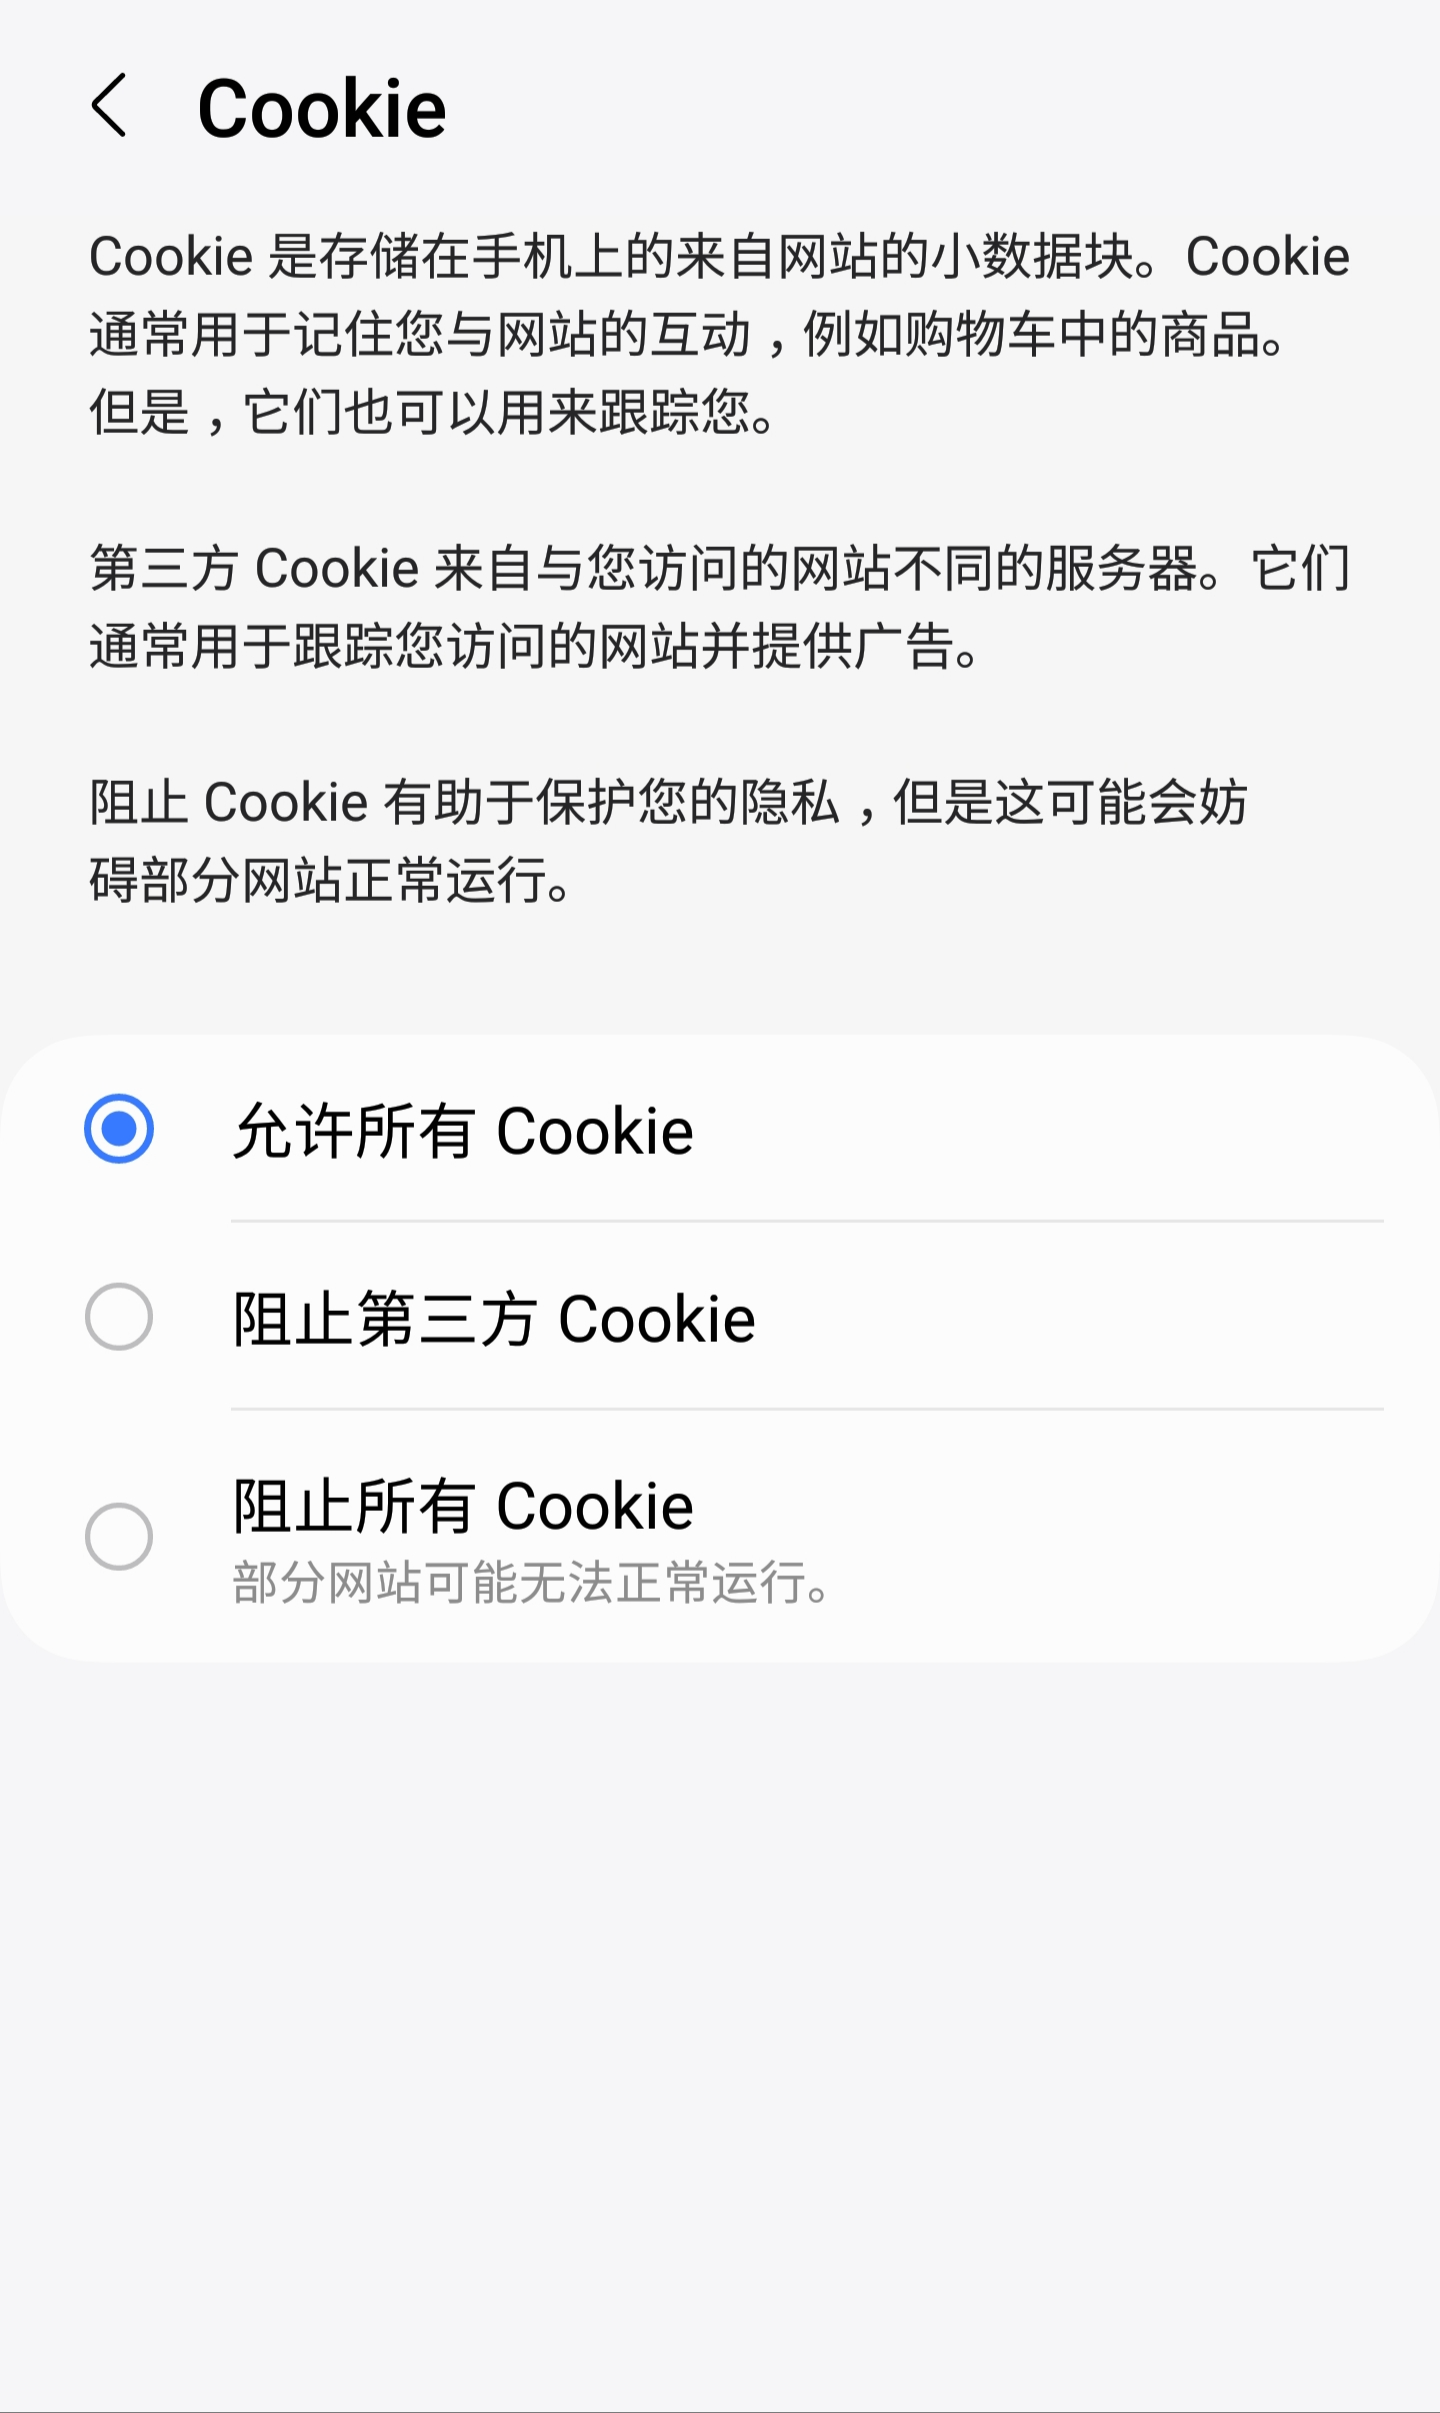 Cookie
Cookie 是存储在手机上的来自网站的小数据块。Cookie
通常用于记住您与网站的互动，例如购物车中的商品。
但是，它们也可以用来跟踪您。
第三方 Cookie 来自与您访问的网站不同的服务器。它们
通常用于跟踪您访问的网站并提供广告。
阻止 Cookie 有助于保护您的隐私，但是这可能会妨
碍部分网站正常运行。
允许所有 Cookie
阻止第三方 Cookie
阻止所有 Cookie
部分网站可能无法正常运行。